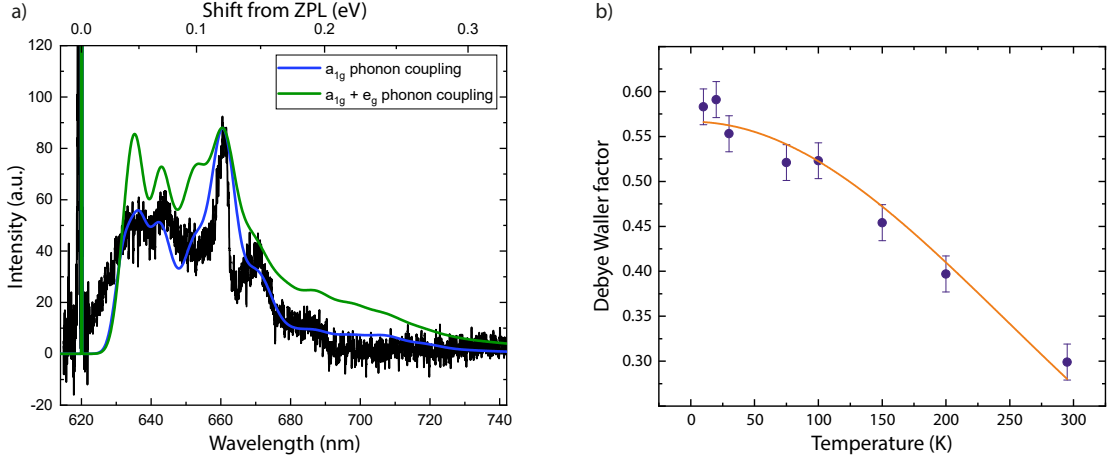 a)
Shift from ZPL (eV)
0.0 0.1 0.2 0.3
120
100
80
60
40
20
0
-20
Intensity (a.u.)
a1g phonon coupling
a1g + eg phonon coupling
620 640 660 680 700 720 740
Wavelength (nm)
b)
0.60
0.55
0.50
0.45
0.40
0.35
0.30
Debye Waller factor
0 50 75 100 150 200 250 300
Temperature (K)